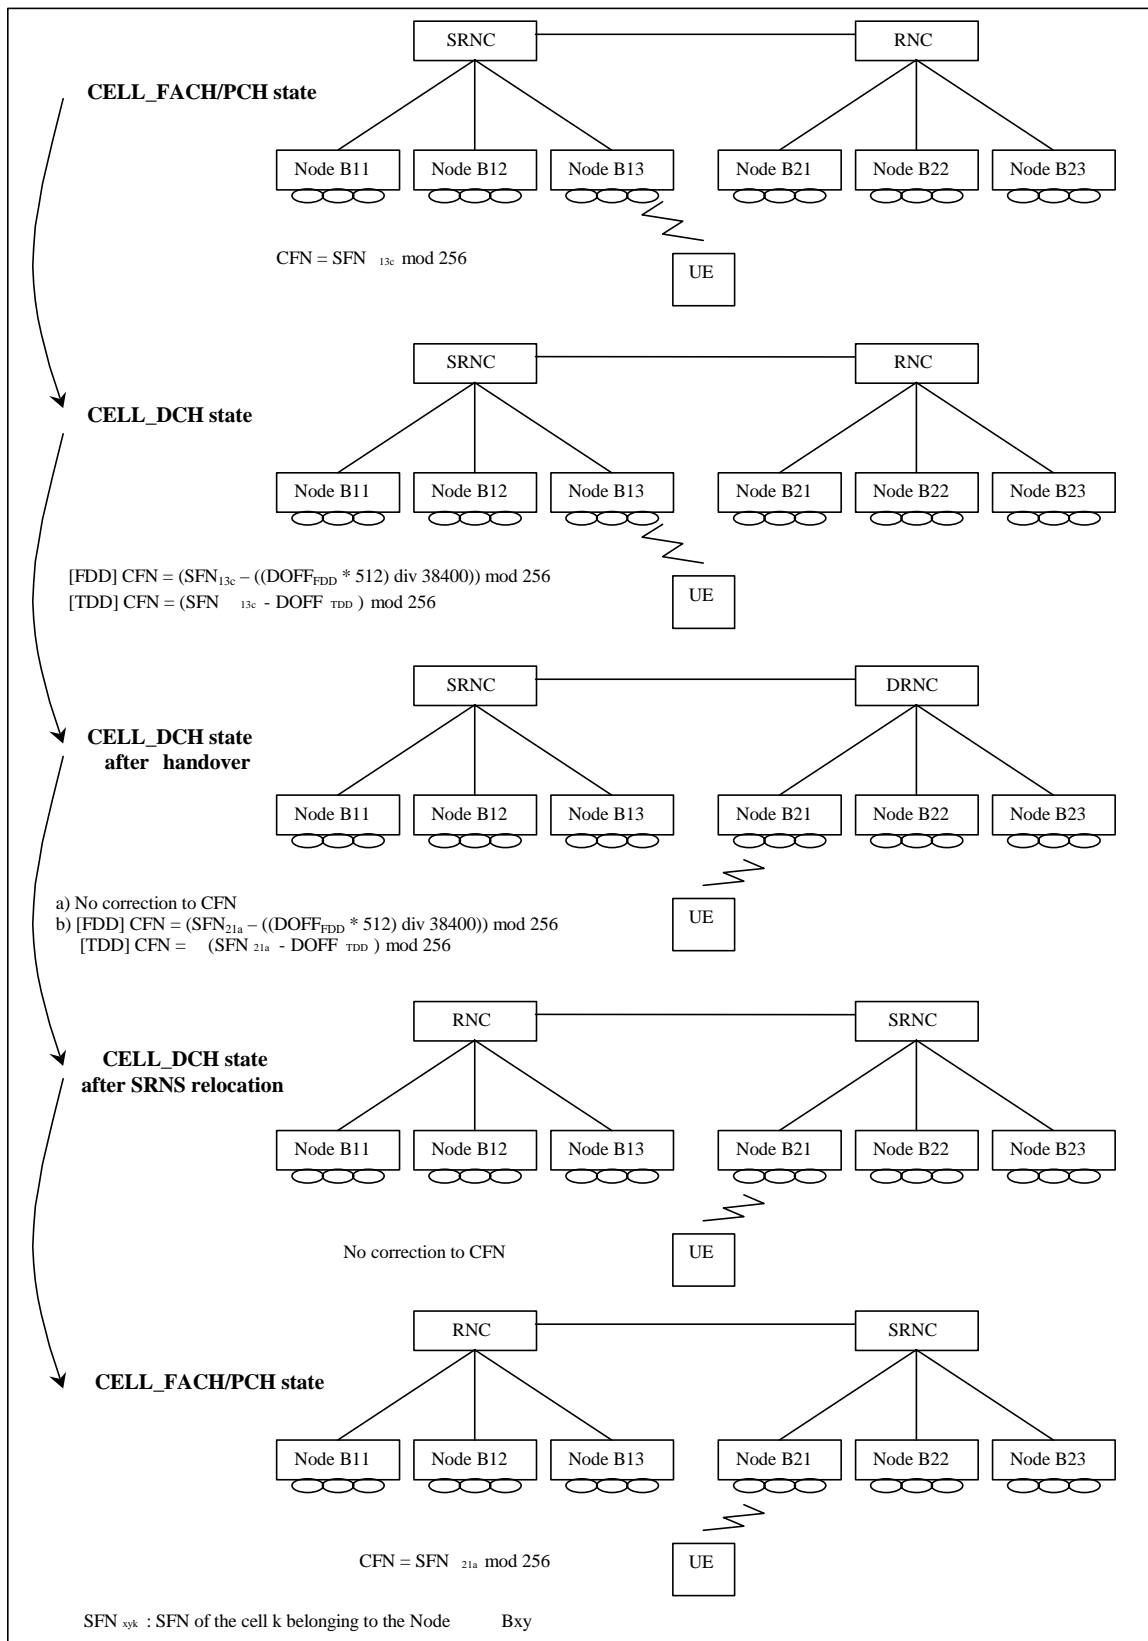 SRNC RNC
CELL_FACH/PCH state
Node B11 Node B12 Node B13 Node B21 Node B22 Node B23
CFN = SFN 13c mod 256
UE
SRNC RNC
CELL_DCH state
Node B11 Node B12 Node B13 Node B21 Node B22 Node B23
[FDD] CFN = (SFN13c – ((DOFFFDD * 512) div 38400)) mod 256
[TDD] CFN = (SFN 13c - DOFF TDD ) mod 256
UE
SRNC DRNC
CELL_DCH state
after handover
Node B11 Node B12 Node B13 Node B21 Node B22 Node B23
a) No correction to CFN
b) [FDD] CFN = (SFN21a – ((DOFFFDD * 512) div 38400)) mod 256
[TDD] CFN = (SFN 21a - DOFF TDD ) mod 256
UE
RNC SRNC
CELL_DCH state
after SRNS relocation
Node B11 Node B12 Node B13 Node B21 Node B22 Node B23
No correction to CFN
UE
RNC SRNC
CELL_FACH/PCH state
Node B11 Node B12 Node B13 Node B21 Node B22 Node B23
CFN = SFN 21a mod 256
UE
SFN xyk : SFN of the cell k belonging to the Node Bxy